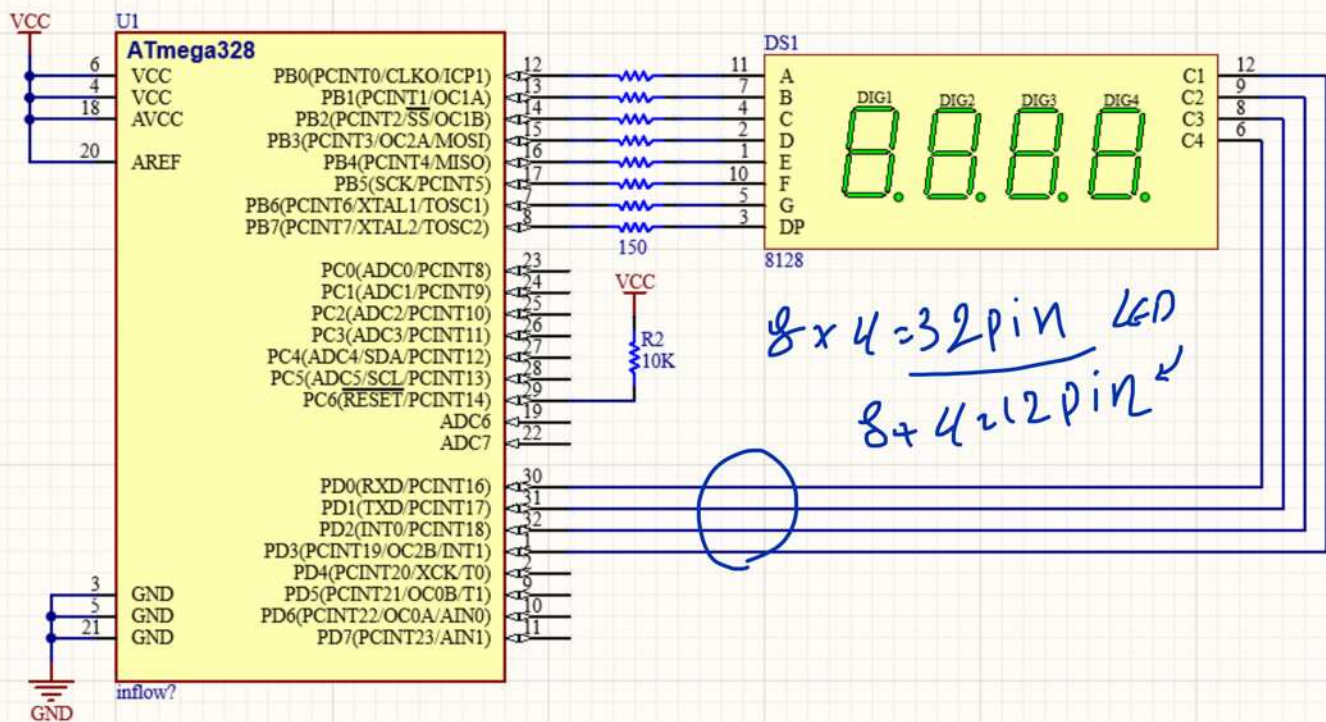 VCC
U1
ATmega328
6 VCC
4 VCC
18 AVCC
20 AREF
PB0(PCINT0/CLKO/ICP1) 12
PB1(PCINT1/OC1A) 13
PB2(PCINT2/SS/OC1B) 14
PB3(PCINT3/OC2A/MOSI) 15
PB4(PCINT4/MISO) 16
PB5(SCK/PCINT5) 17
PB6(PCINT6/XTAL1/TOSC1) 7
PB7(PCINT7/XTAL2/TOSC2) 8
150
PC0(ADC0/PCINT8) 23
PC1(ADC1/PCINT9) 24
PC2(ADC2/PCINT10) 25
PC3(ADC3/PCINT11) 26
PC4(ADC4/SDA/PCINT12) 27
PC5(ADC5/SCL/PCINT13) 28
PC6(RESET/PCINT14) 29
ADC6 19
ADC7 22
PD0(RXD/PCINT16) 30
PD1(TXD/PCINT17) 31
PD2(INT0/PCINT18) 32
PD3(PCINT19/OC2B/INT1) 1
PD4(PCINT20/XCK/T0) 2
PD5(PCINT21/OC0B/T1) 9
PD6(PCINT22/OC0A/AIN0) 10
PD7(PCINT23/AIN1) 11
3 GND
5 GND
21 GND
inflow?
GND
VCC
R2
10K
DS1
11 A
7 B
4 C
2 D
1 E
10 F
5 G
3 DP
DIG1 DIG2 DIG3 DIG4
C1 12
C2 9
C3 8
C4 6
8128
8 x 4 = 32 pin LED
8 + 4 = 12 pin